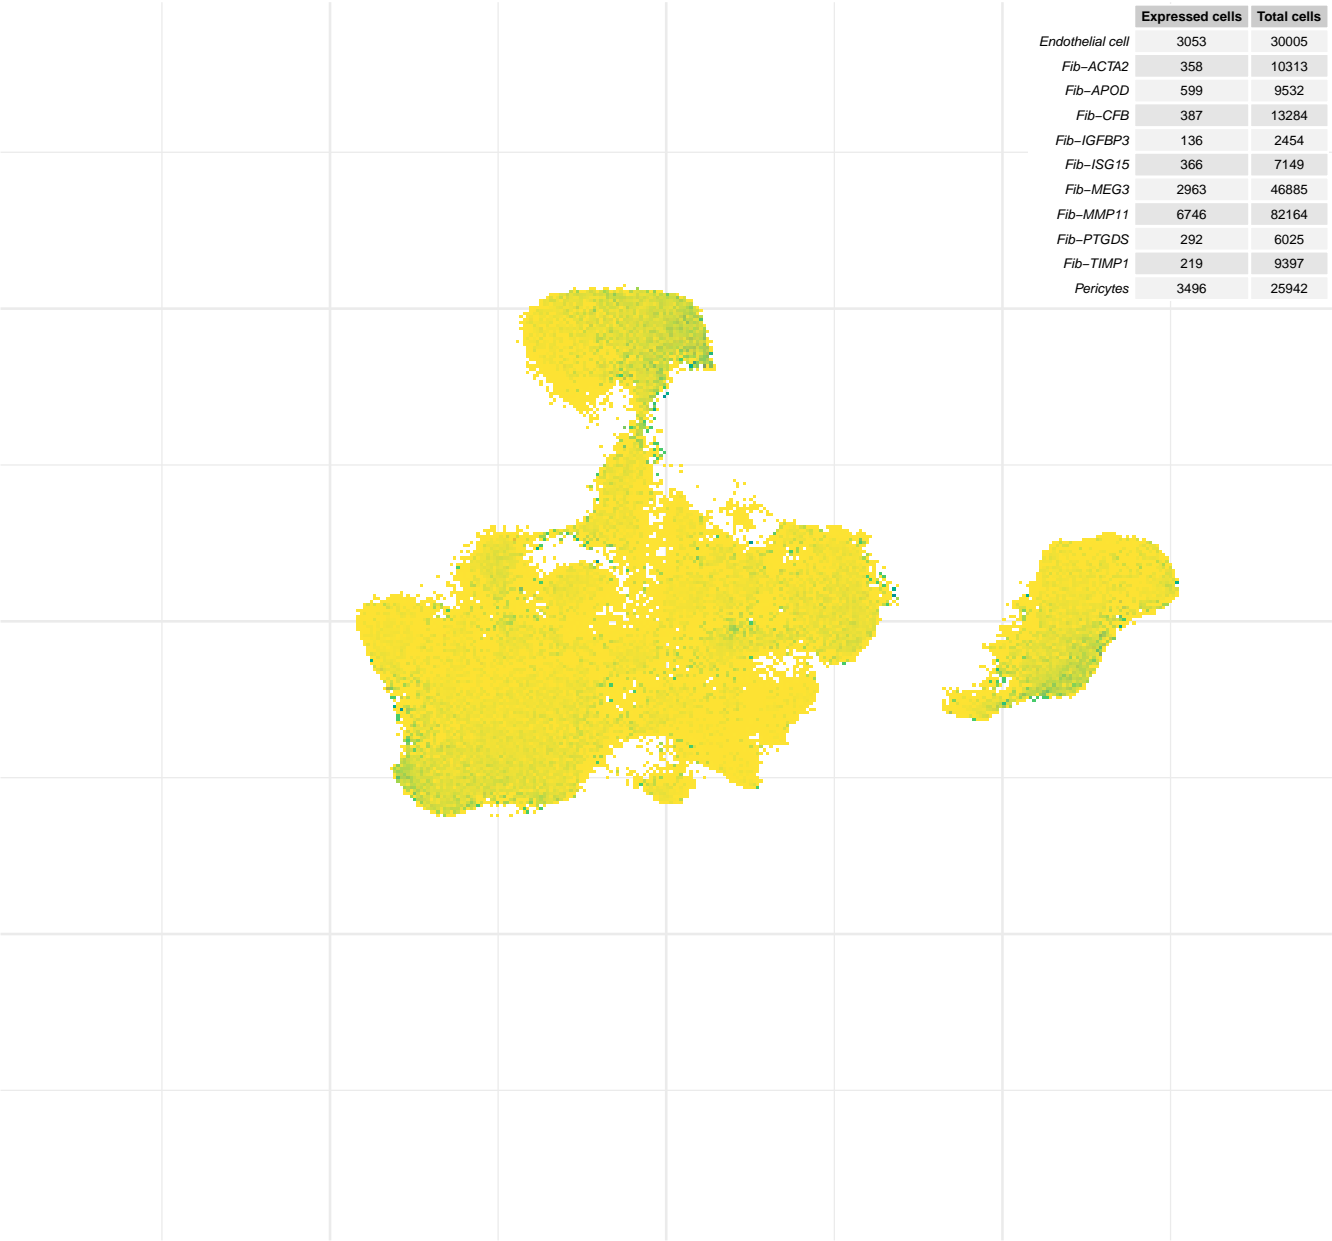 Expressed cells Total cells
Endothelial cell 3053 30005
Fib−ACTA2 358 10313
Fib−APOD 599 9532
Fib−CFB 387 13284
Fib−IGFBP3 136 2454
Fib−ISG15 366 7149
Fib−MEG3 2963 46885
Fib−MMP11 6746 82164
Fib−PTGDS 292 6025
Fib−TIMP1 219 9397
Pericytes 3496 25942